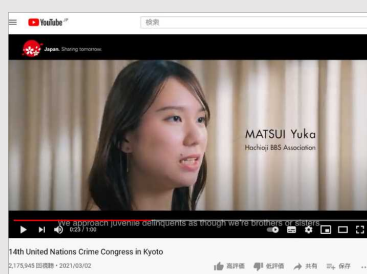 YouTube JP
検索
Japan. Sharing tomorrow.
MATSUI Yuka
Hachioji BBS Association
We approach juvenile delinquents as though we're brothers or sisters
0:23 / 1:00
14th United Nations Crime Congress in Kyoto
2,175,945 回視聴・2021/03/02
高評価 低評価 共有 保存 …